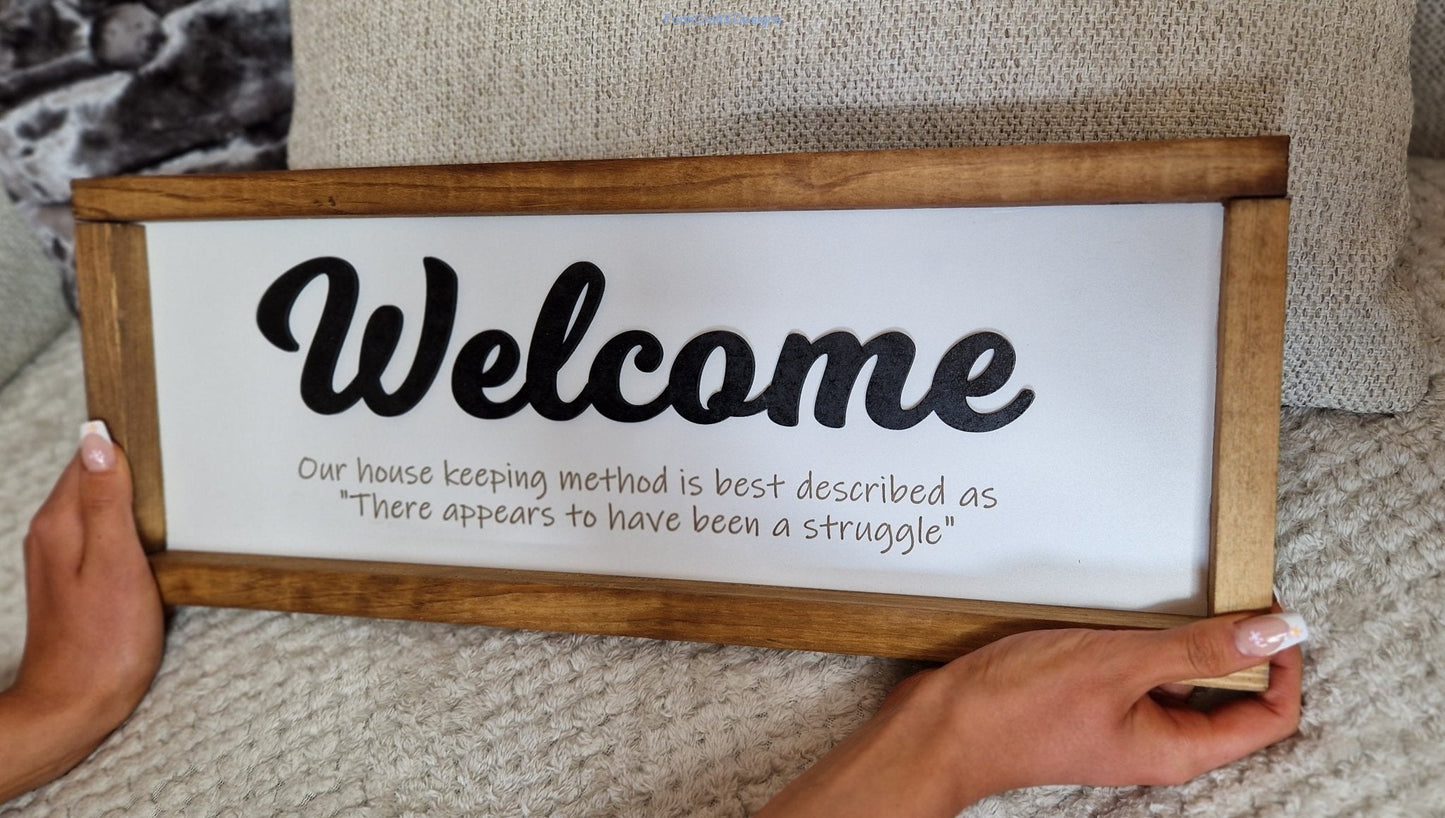 Welcome
Our house keeping method is best described as
"There appears to have been a struggle"